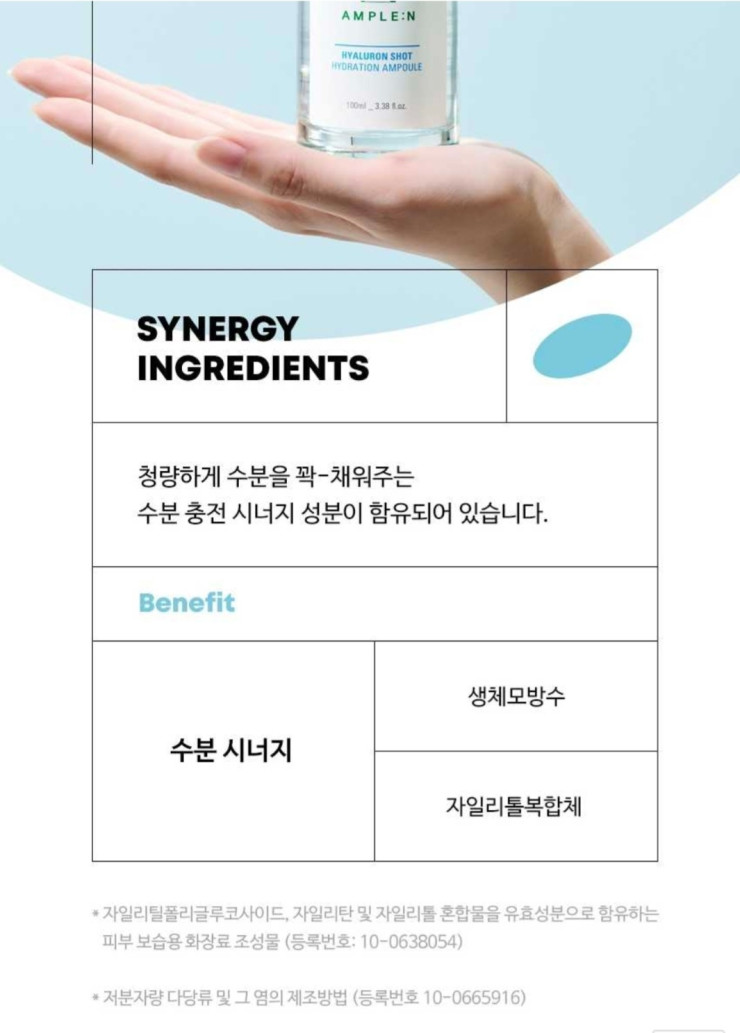 AMPLE:N
HYALURON SHOT
HYDRATION AMPOULE
100ml _ 3.38 fl.oz.
SYNERGY
INGREDIENTS
청량하게 수분을 꽉-채워주는
수분 충전 시너지 성분이 함유되어 있습니다.
Benefit
수분 시너지
생체모방수
자일리톨복합체
* 자일리틸폴리글루코사이드, 자일리탄 및 자일리톨 혼합물을 유효성분으로 함유하는
피부 보습용 화장료 조성물 (등록번호: 10-0638054)
* 저분자량 다당류 및 그 염의 제조방법 (등록번호 10-0665916)